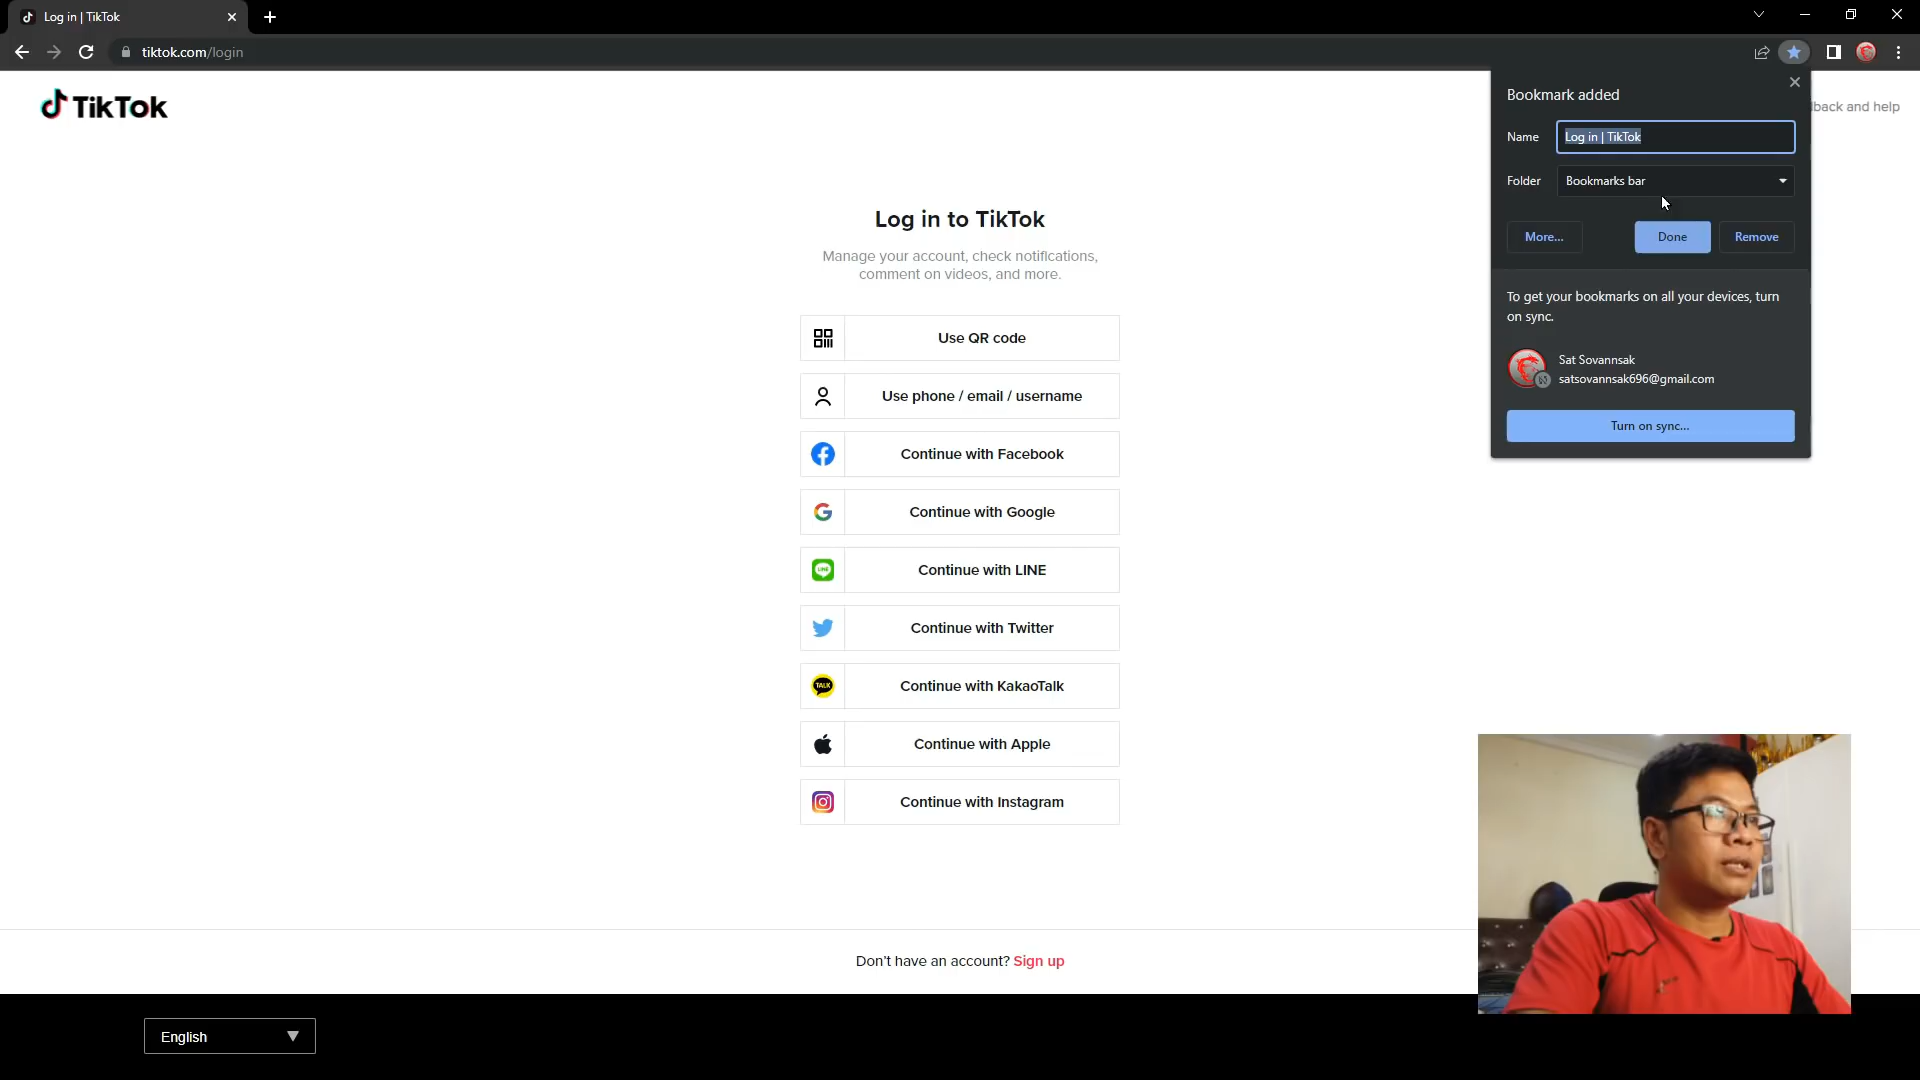 Log in | TikTok
tiktok.com/login
TikTok
back and help
Bookmark added
Name
Log in | TikTok
Folder
Bookmarks bar
More...
Done
Remove
To get your bookmarks on all your devices, turn
on sync.
Sat Sovannsak
satsovannsak696@gmail.com
Turn on sync...
Log in to TikTok
Manage your account, check notifications,
comment on videos, and more.
Use QR code
Use phone / email / username
Continue with Facebook
Continue with Google
LINE
Continue with LINE
Continue with Twitter
TALK
Continue with KakaoTalk
Continue with Apple
Continue with Instagram
Don't have an account? Sign up
English